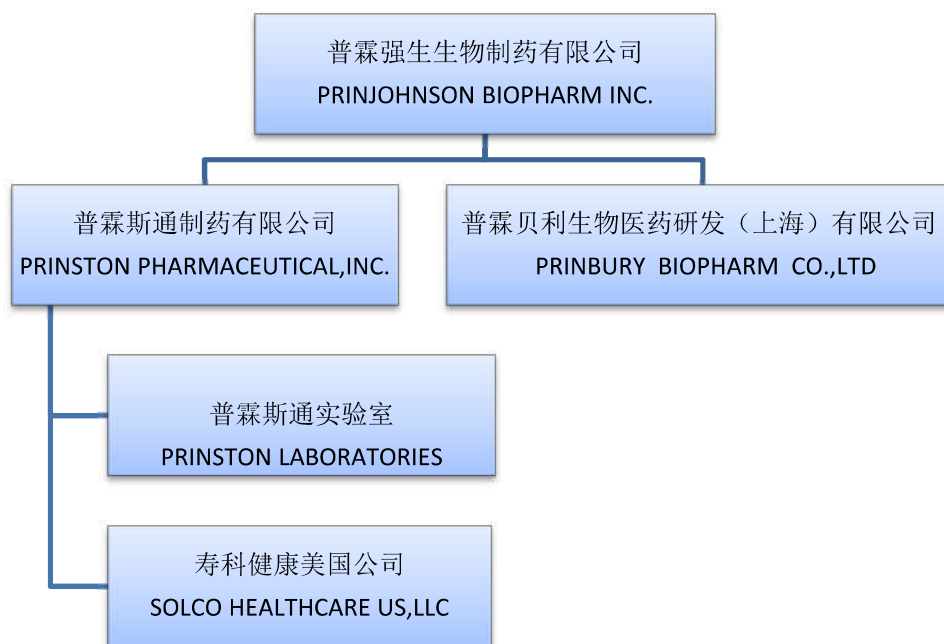 普霖强生生物制药有限公司
PRINJOHNSON BIOPHARM INC.
普霖斯通制药有限公司
PRINSTON PHARMACEUTICAL,INC.
普霖贝利生物医药研发（上海）有限公司
PRINBURY BIOPHARM CO.,LTD
普霖斯通实验室
PRINSTON LABORATORIES
寿科健康美国公司
SOLCO HEALTHCARE US,LLC